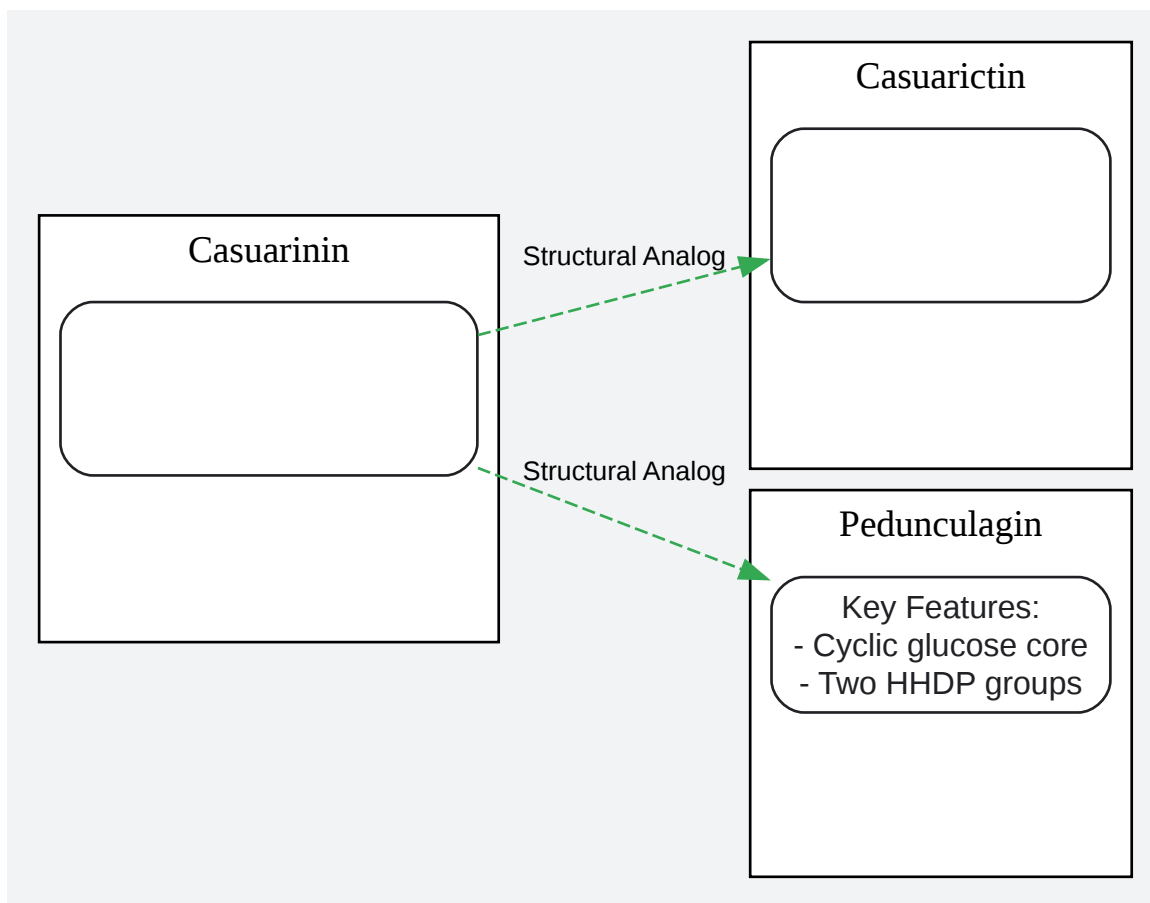 Casuarictin
Casuarinin
Structural Analog
Structural Analog
Pedunculagin
Key Features:
- Cyclic glucose core
- Two HHDP groups